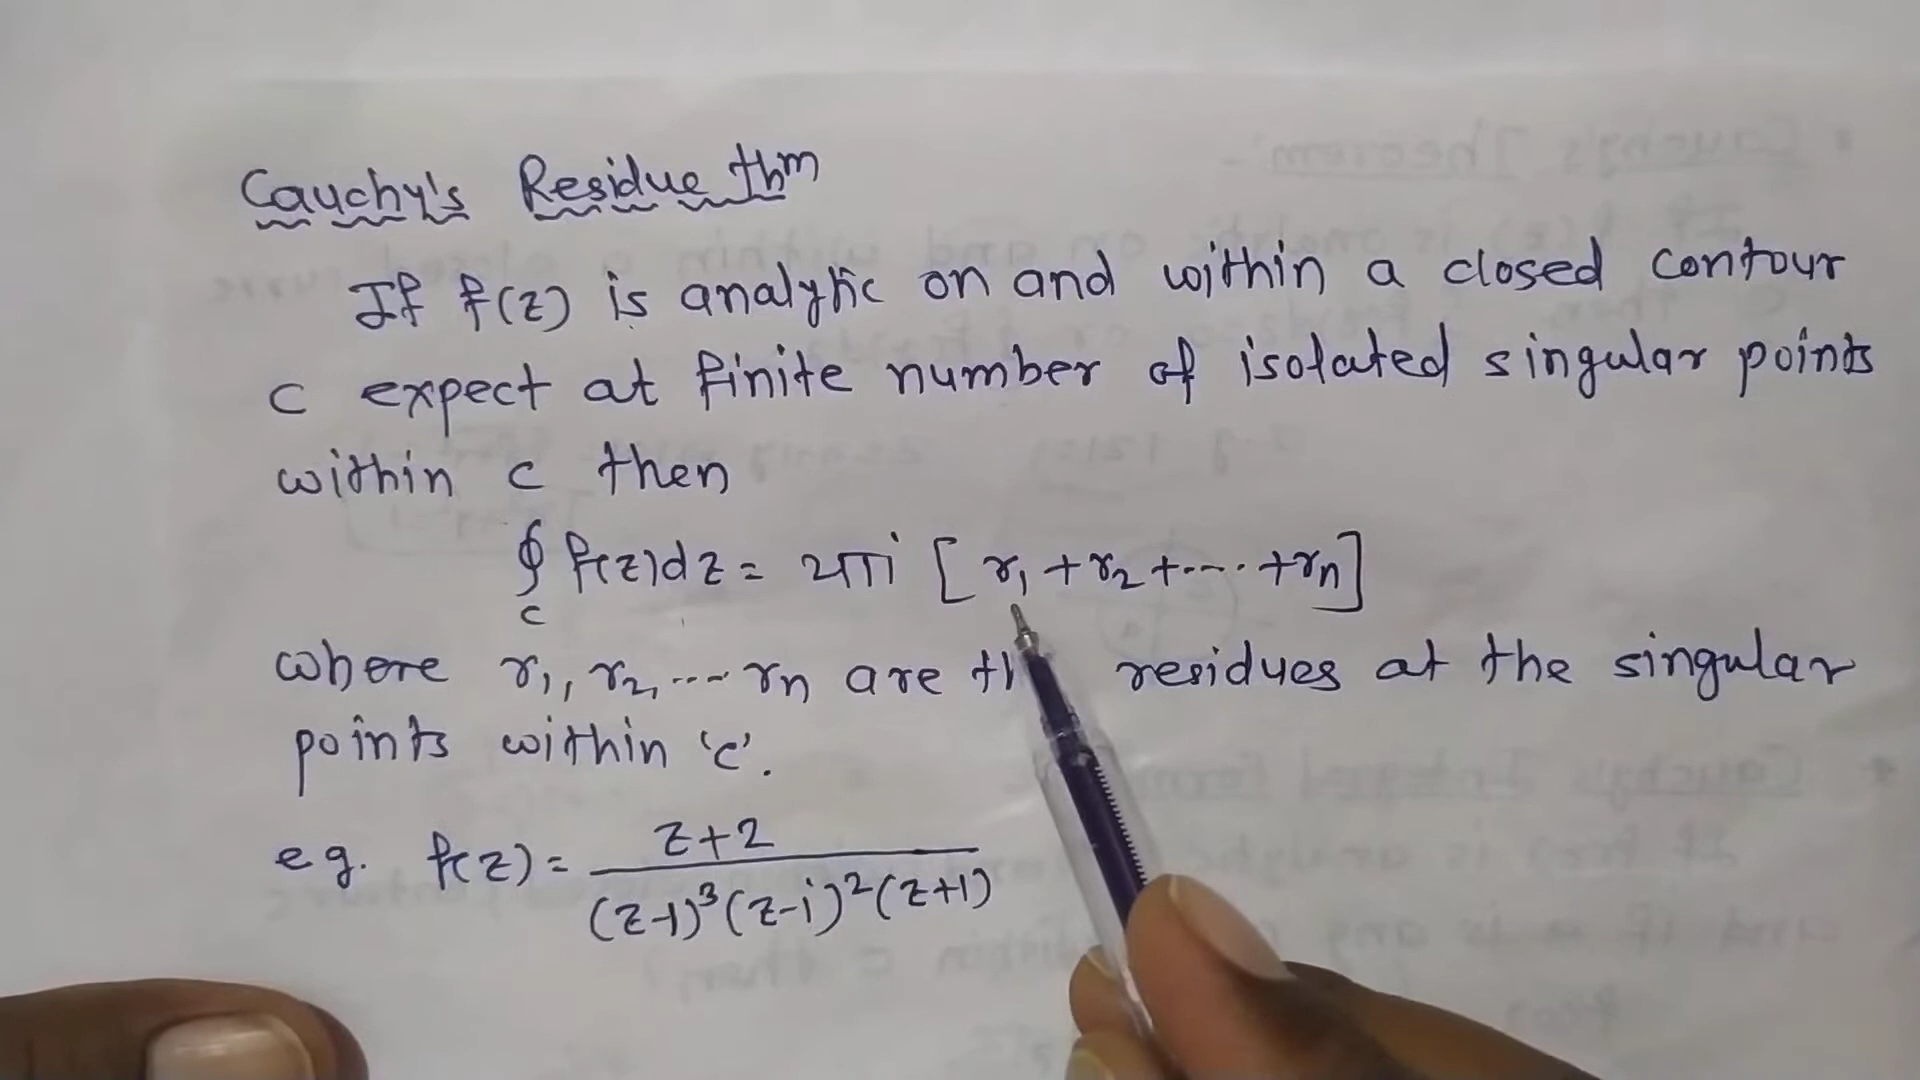 Cauchy's Residue thm
If f(z) is analytic on and within a closed contour
c expect at finite number of isolated singular points
within c then
∮c f(z)dz = 2πi [r1 + r2 + .... + rn]
where r1, r2, .... rn are residues at the singular
points within 'c'.
eg. f(z) = z+2 / (z-1)³(z-i)²(z+1)